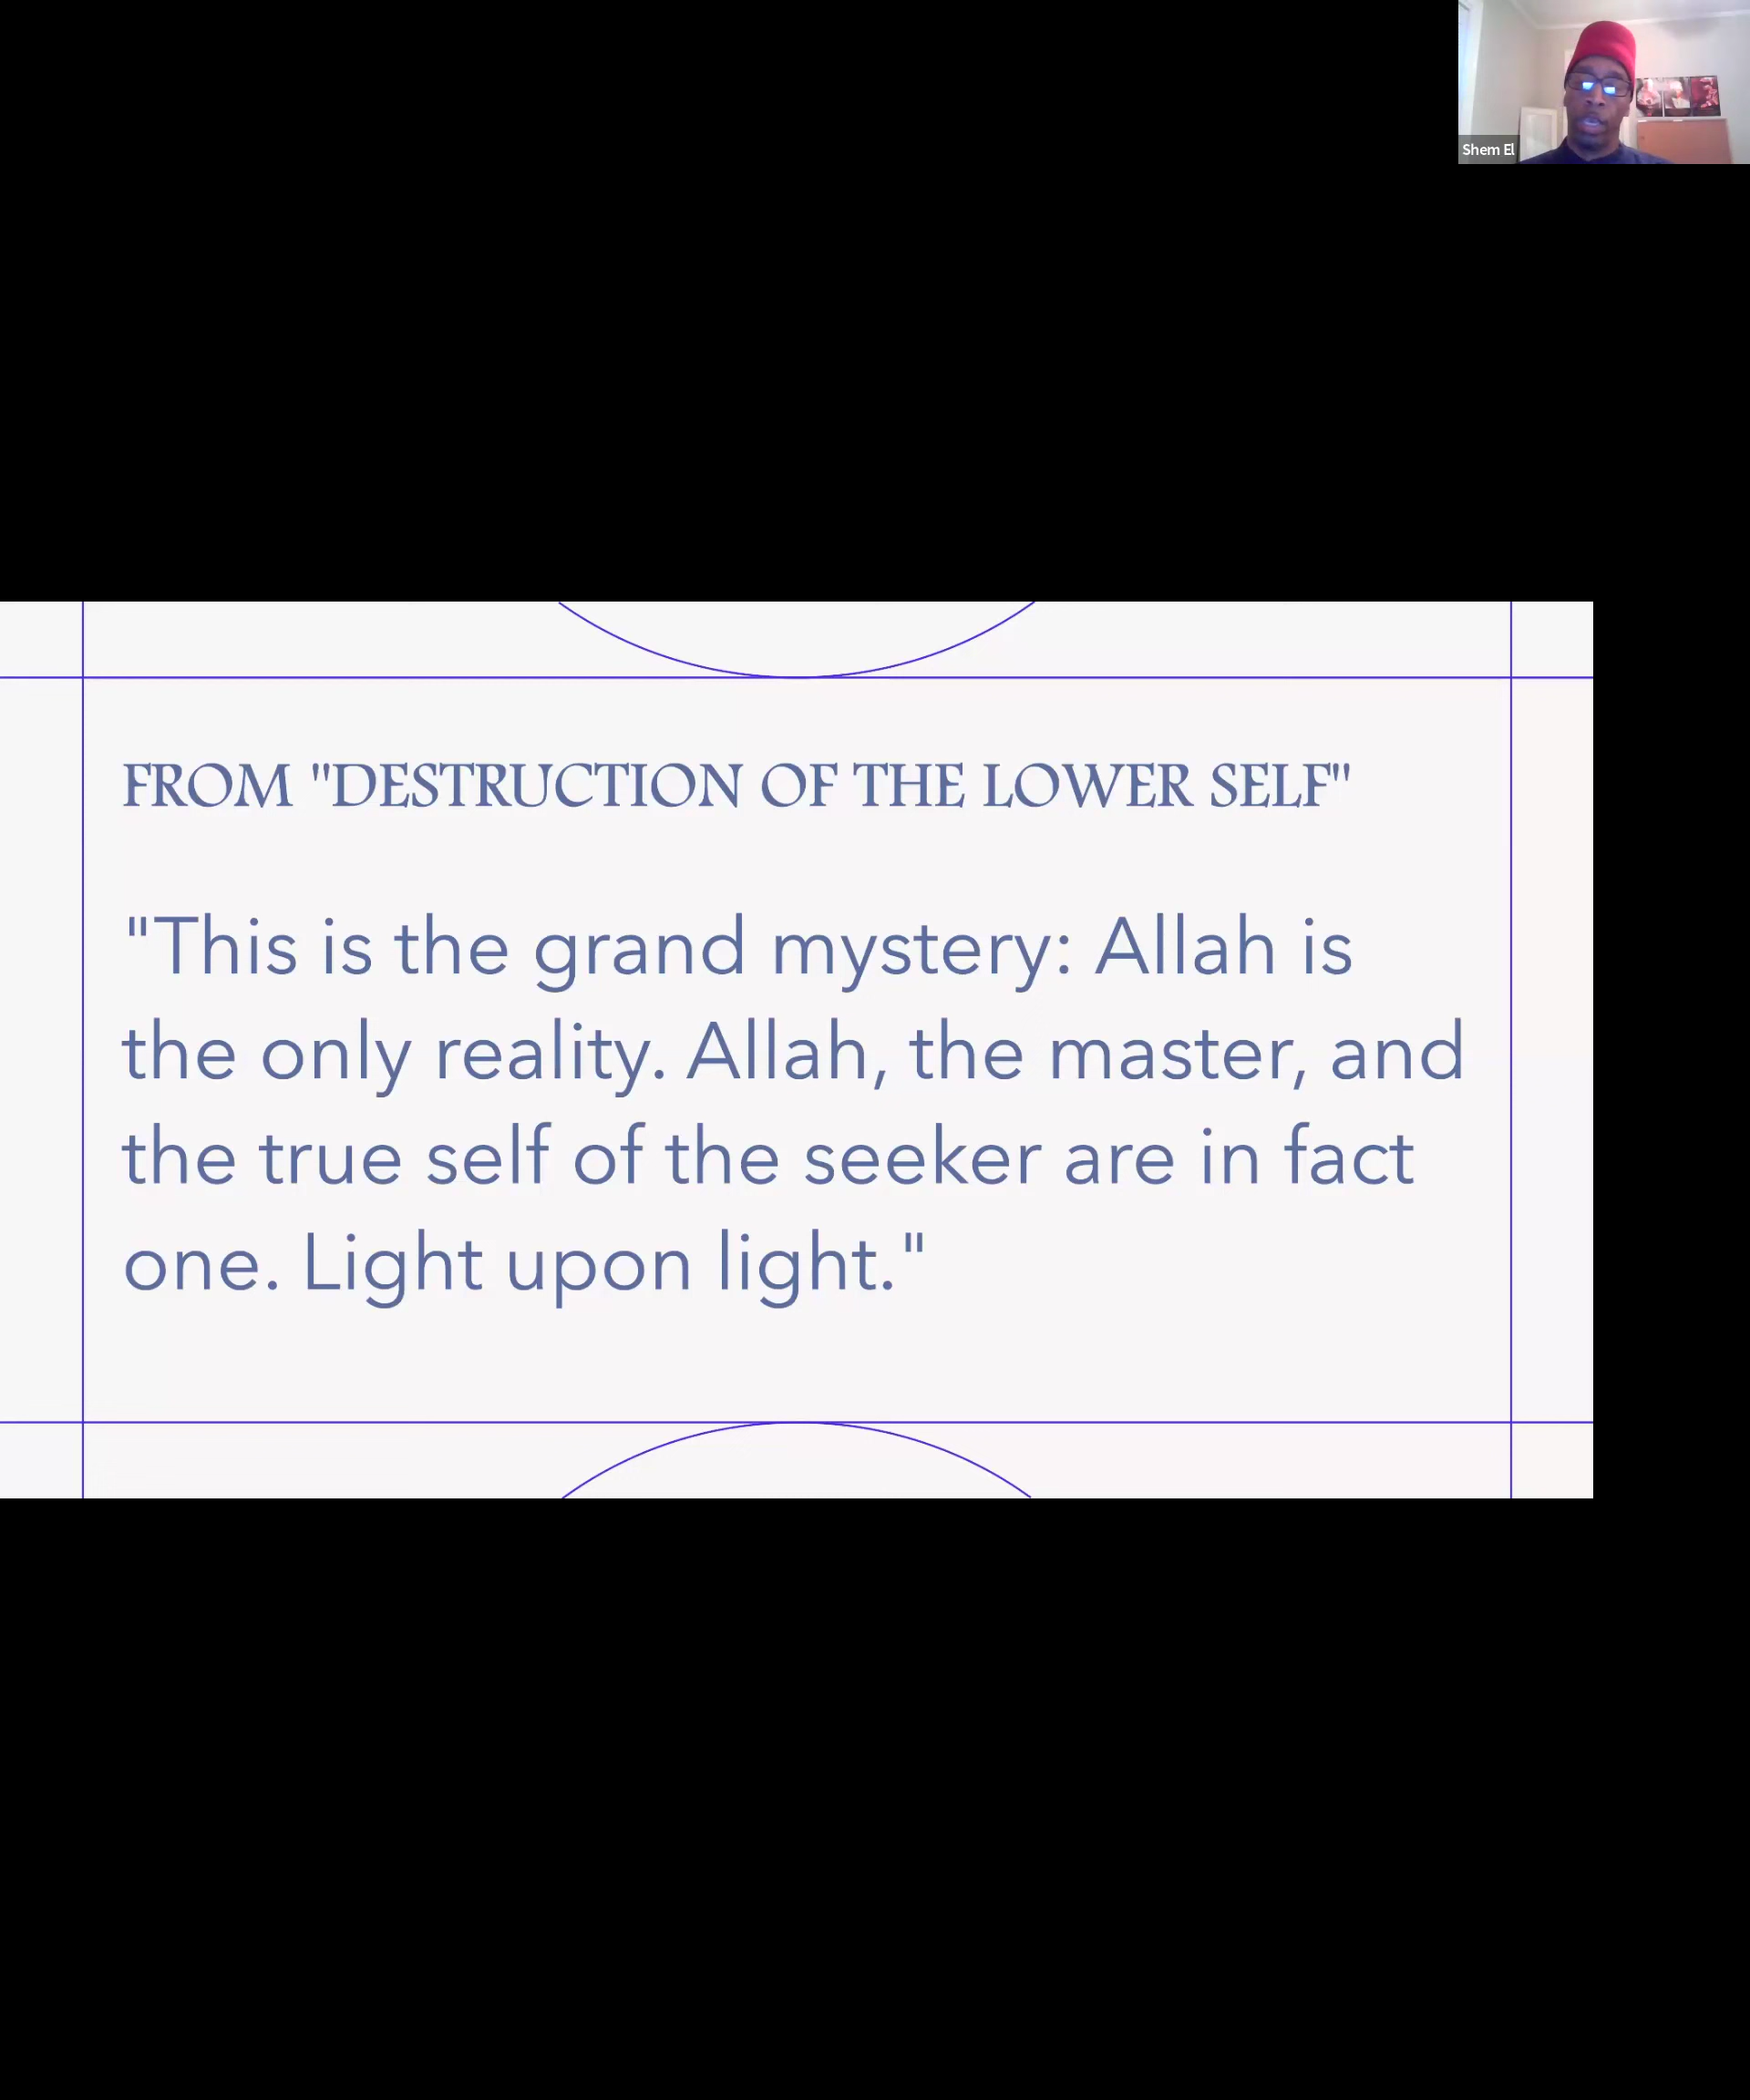 Shem El
FROM "DESTRUCTION OF THE LOWER SELF"
"This is the grand mystery: Allah is
the only reality. Allah, the master, and
the true self of the seeker are in fact
one. Light upon light."